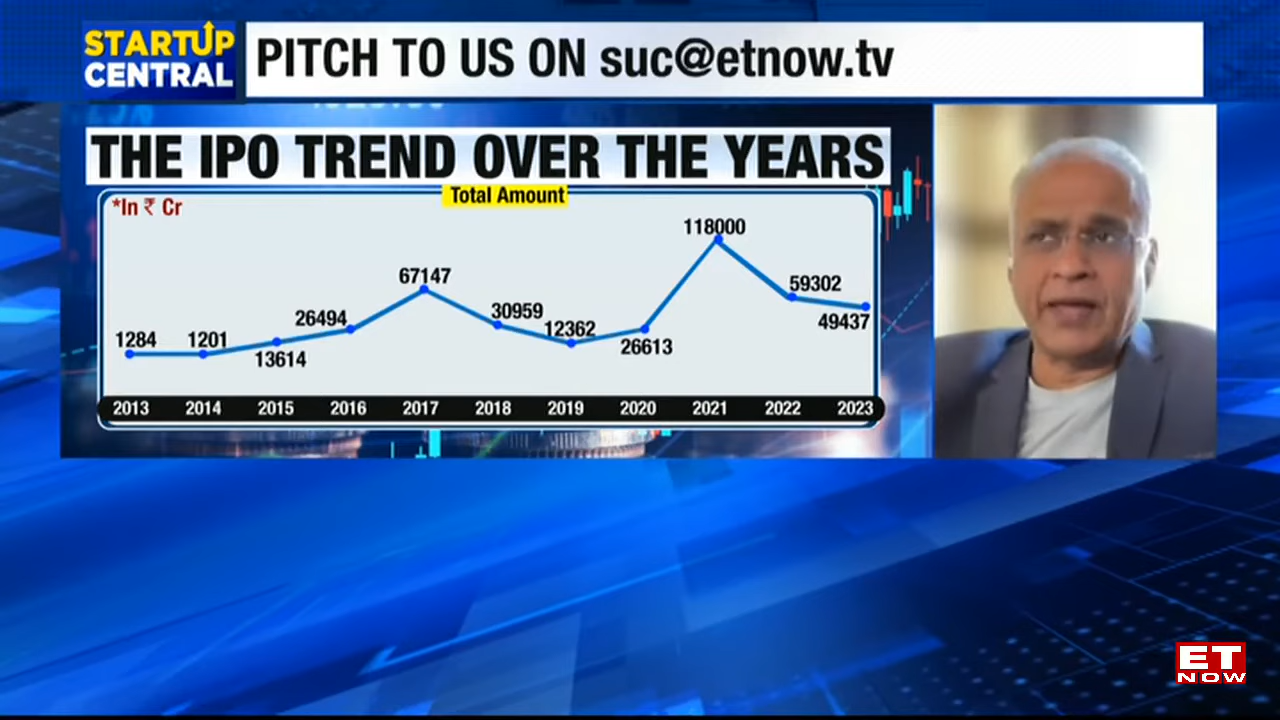 STARTUP
CENTRAL
PITCH TO US ON suc@etnow.tv
THE IPO TREND OVER THE YEARS
Total Amount
*In ₹ Cr
1284
1201
13614
26494
67147
30959
12362
26613
118000
59302
49437
2013 2014 2015 2016 2017 2018 2019 2020 2021 2022 2023
ET
NOW